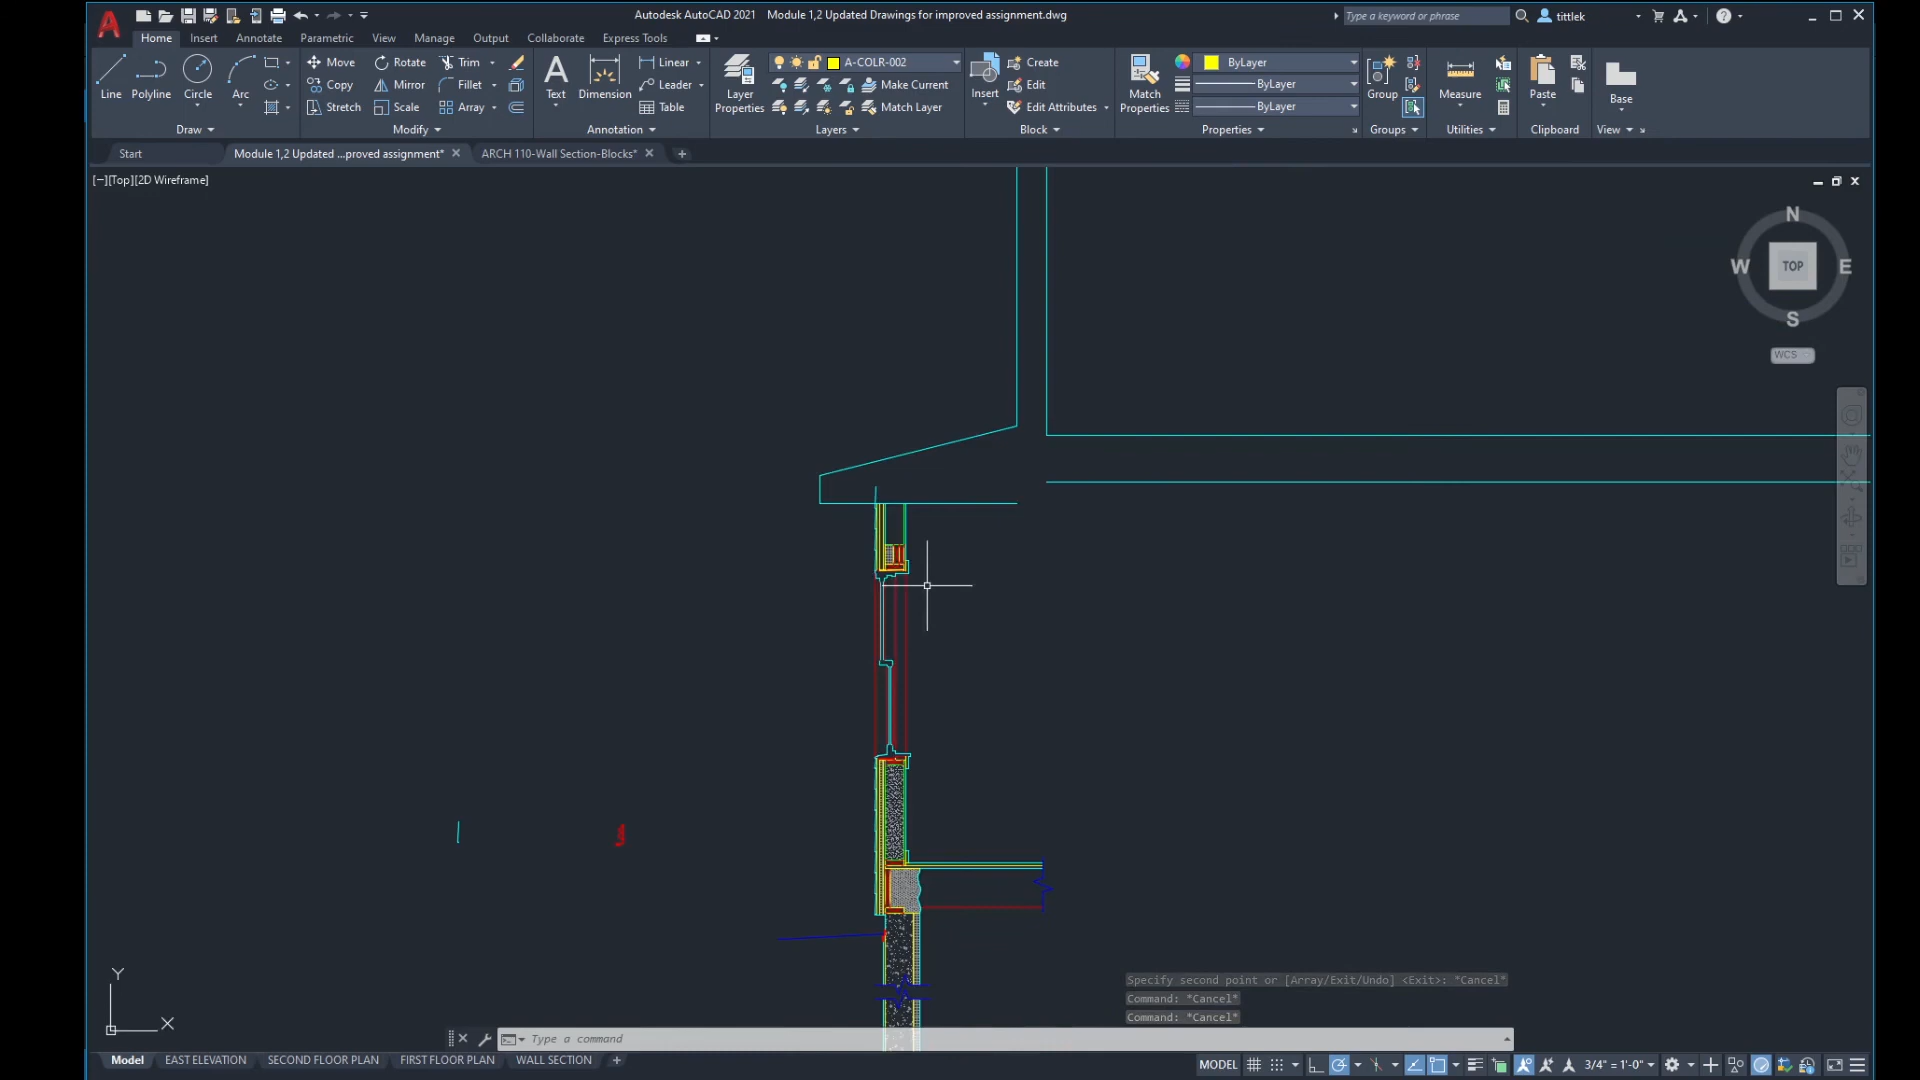 Autodesk AutoCAD 2021 Module 1,2 Updated Drawings for improved assignment.dwg
Type a keyword or phrase
tittlek
Home Insert Annotate Parametric View Manage Output Collaborate Express Tools
Line Polyline Circle Arc
Move Rotate Trim
Copy Mirror Fillet
Stretch Scale Array
Text Dimension
Linear
Leader
Table
Layer Properties
A-COLR-002
Make Current
Match Layer
Insert
Create
Edit
Edit Attributes
Match Properties
ByLayer
ByLayer
ByLayer
Group
Measure
Paste
Base
Draw Modify Annotation Layers Block Properties Groups Utilities Clipboard View
Start Module 1,2 Updated ...proved assignment* ARCH 110-Wall Section-Blocks*
[−][Top][2D Wireframe]
N
W TOP E
S
WCS
Y
X
Specify second point or [Array/Exit/Undo] <Exit>: *Cancel*
Command: *Cancel*
Command: *Cancel*
Type a command
Model EAST ELEVATION SECOND FLOOR PLAN FIRST FLOOR PLAN WALL SECTION
MODEL 3/4" = 1'-0"